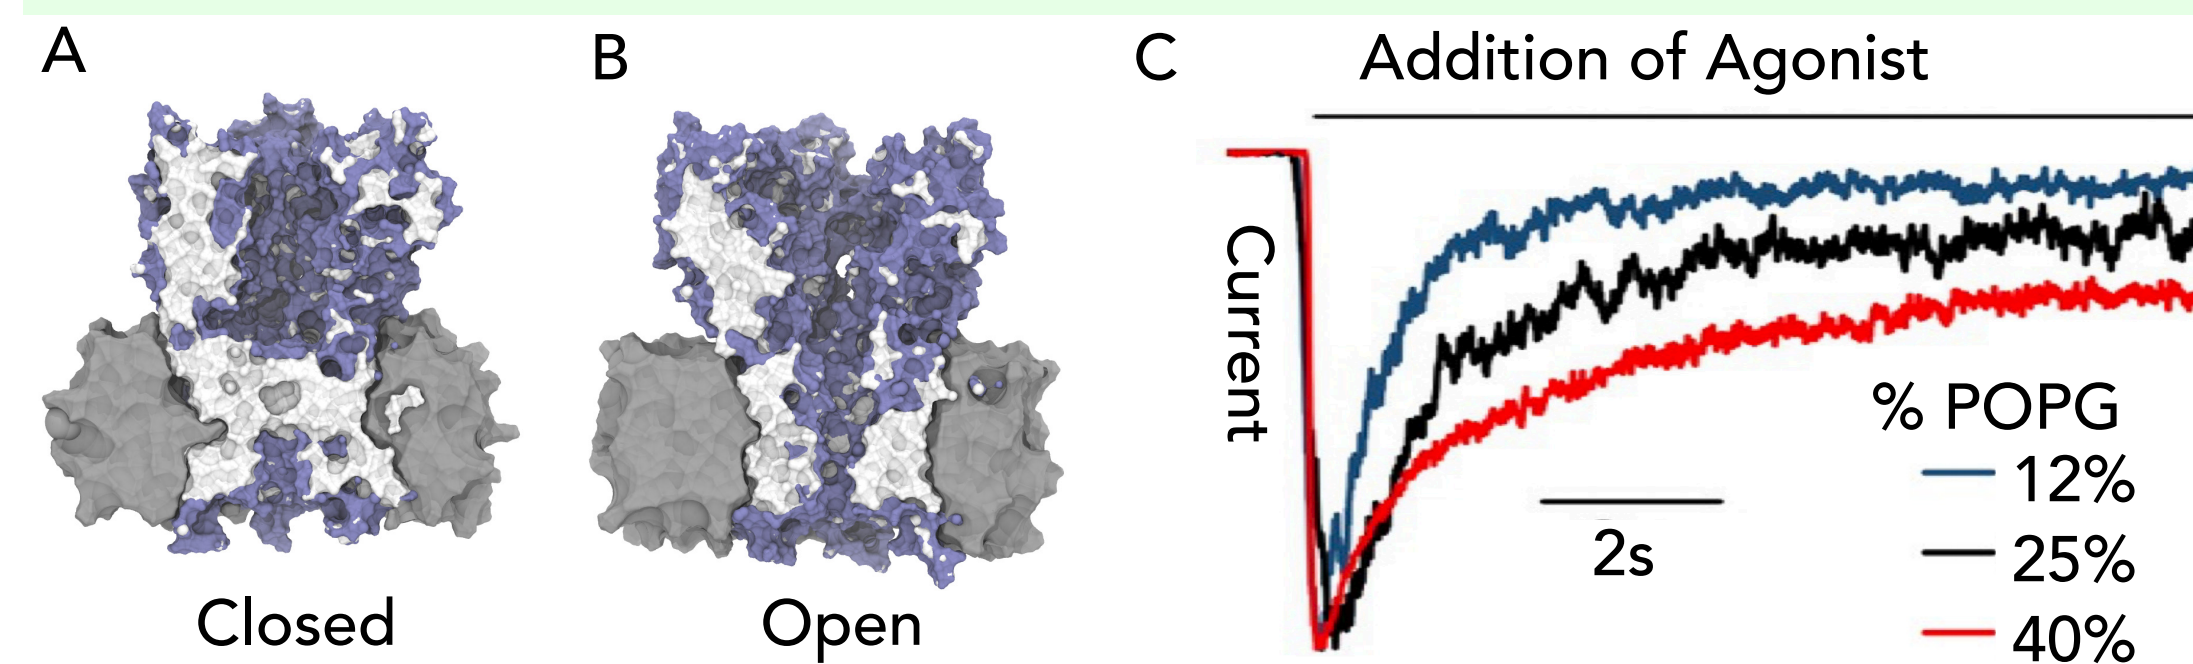 A
B
C
Addition of Agonist
Current
2s
% POPG
12%
25%
40%
Closed
Open